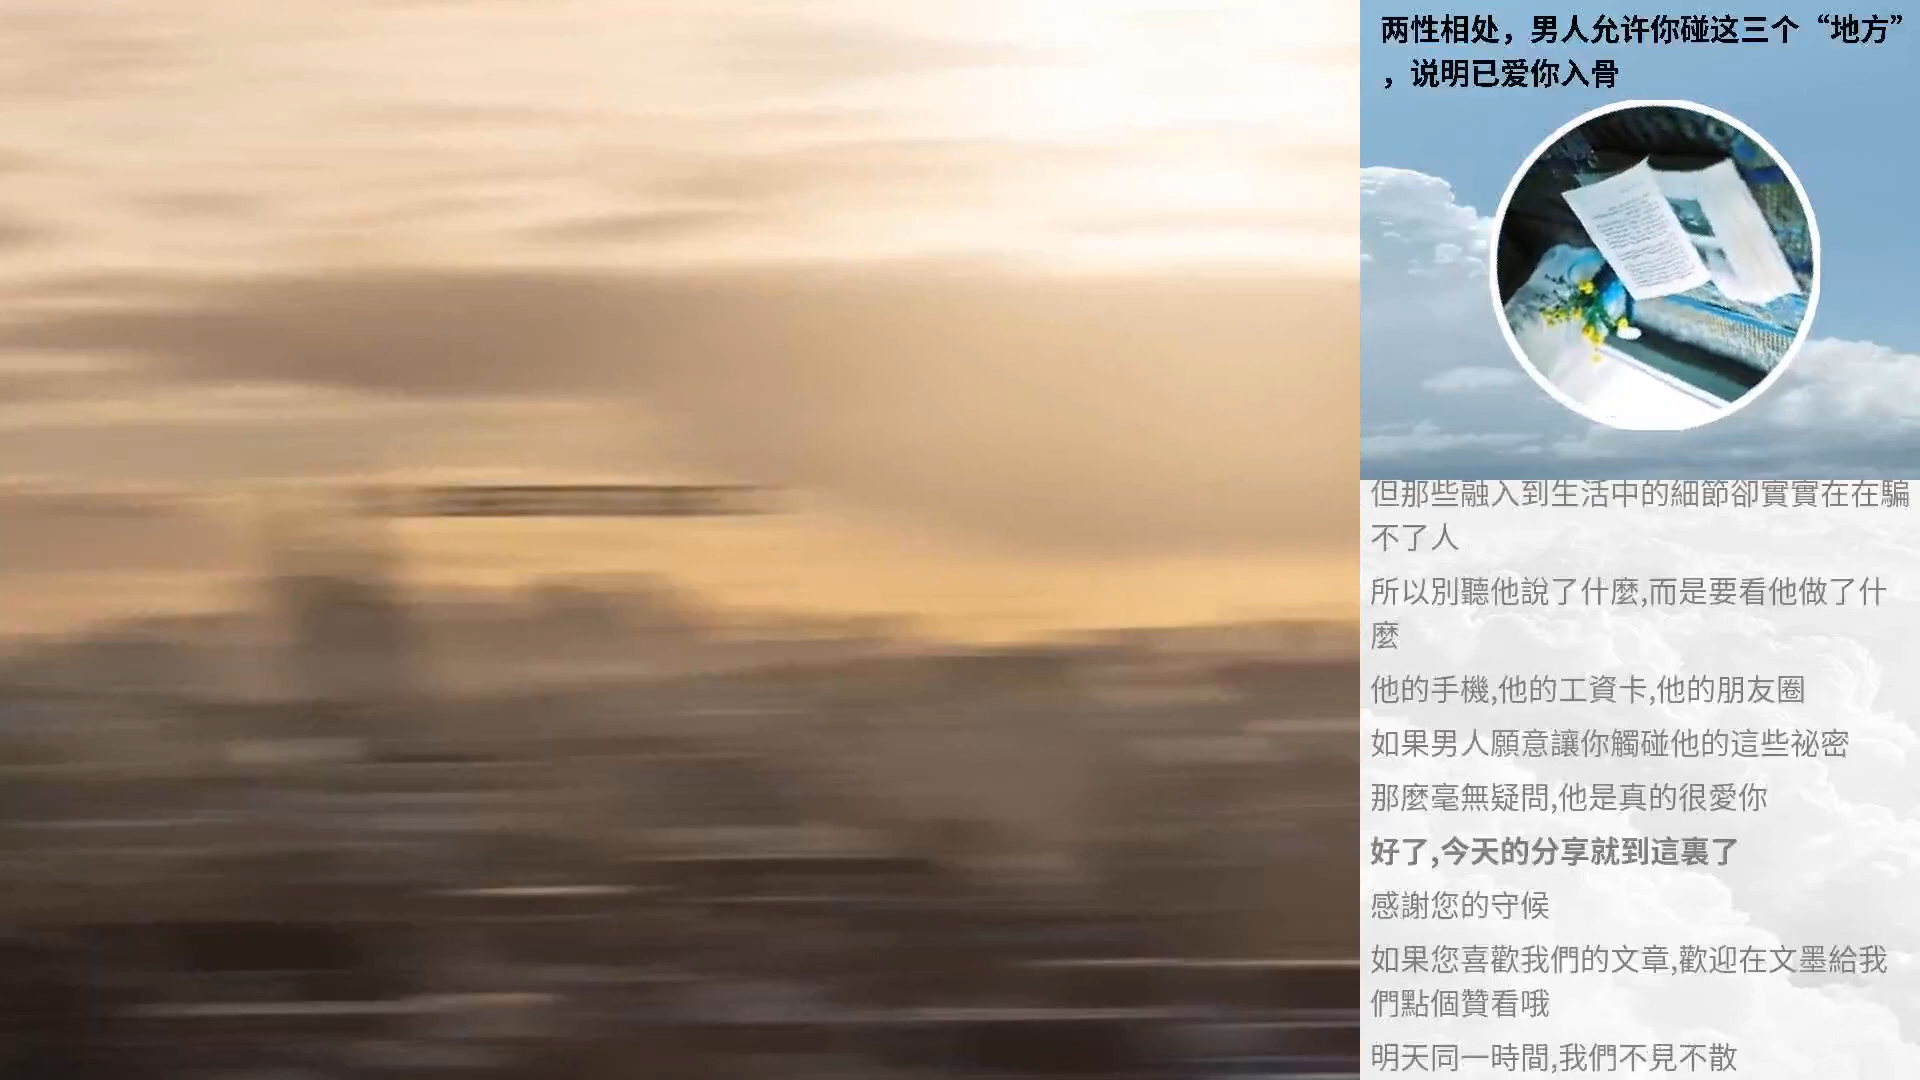 两性相处，男人允许你碰这三个“地方”
，说明已爱你入骨
但那些融入到生活中的細節卻實實在在騙
不了人
所以別聽他說了什麼,而是要看他做了什
麼
他的手機,他的工資卡,他的朋友圈
如果男人願意讓你觸碰他的這些祕密
那麼毫無疑問,他是真的很愛你
好了,今天的分享就到這裏了
感謝您的守候
如果您喜歡我們的文章,歡迎在文墨給我
們點個贊看哦
明天同一時間,我們不見不散